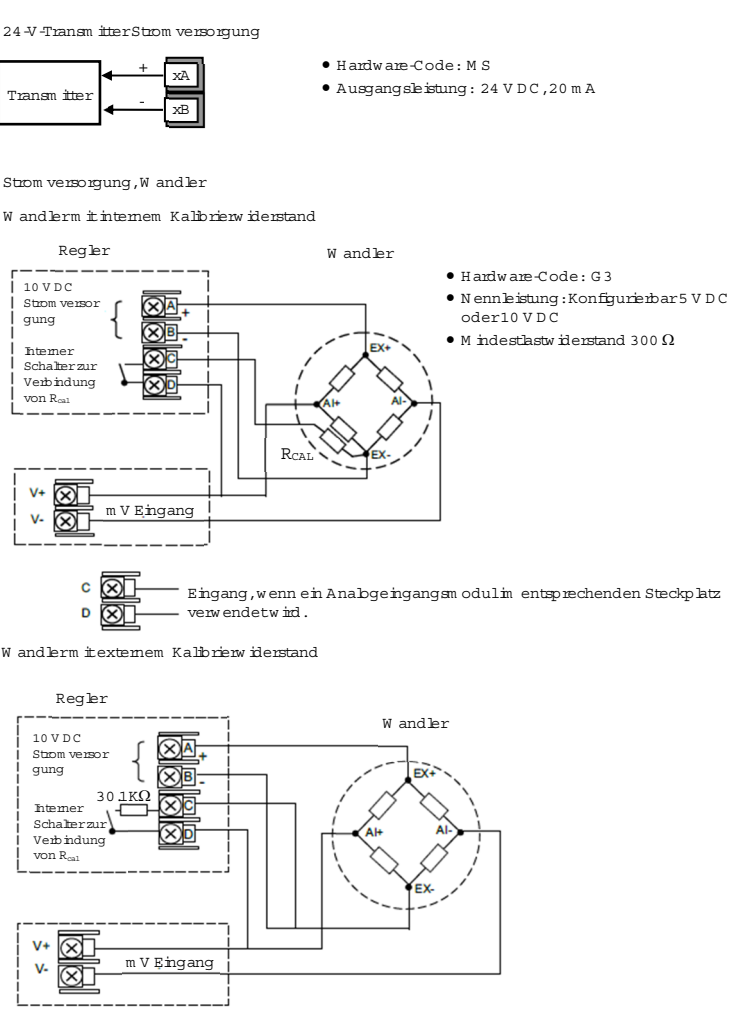 24-V-Transmitter Stromversorgung
+
xA
Transmitter
-
xB
● Hardware-Code: MS
● Ausgangsleistung: 24 V DC, 20 mA
Stromversorgung, Wandler
Wandler mit internem Kalibrierwiderstand
Regler
Wandler
10 V DC
Stromversor
gung
A
+
B
-
Interner
Schalter zur
Verbindung
von Rcal
C
D
EX+
AI+
AI-
RCAL
EX-
● Hardware-Code: G3
● Nennleistung: Konfigurierbar 5 V DC
oder 10 V DC
● Mindestlastwiderstand 300 Ω
V+
V-
mV Eingang
C
D
Eingang, wenn ein Analogeingangsmodul im entsprechenden Steckplatz
verwendet wird.
Wandler mit externem Kalibrierwiderstand
Regler
Wandler
10 V DC
Stromversor
gung
A
+
B
-
30.1KΩ
Interner
Schalter zur
Verbindung
von Rcal
C
D
EX+
AI+
AI-
EX-
V+
V-
mV Eingang